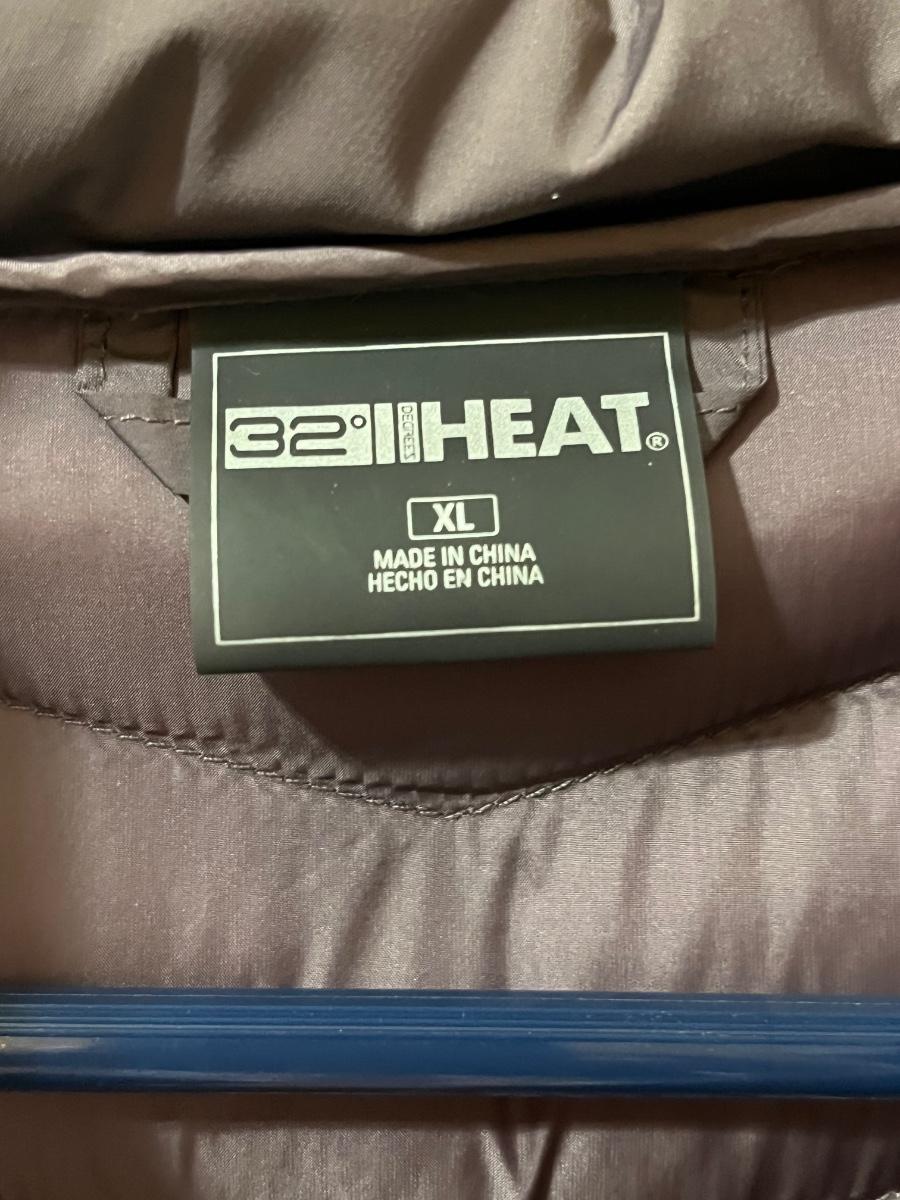 32° DEGREES HEAT®
XL
MADE IN CHINA
HECHO EN CHINA